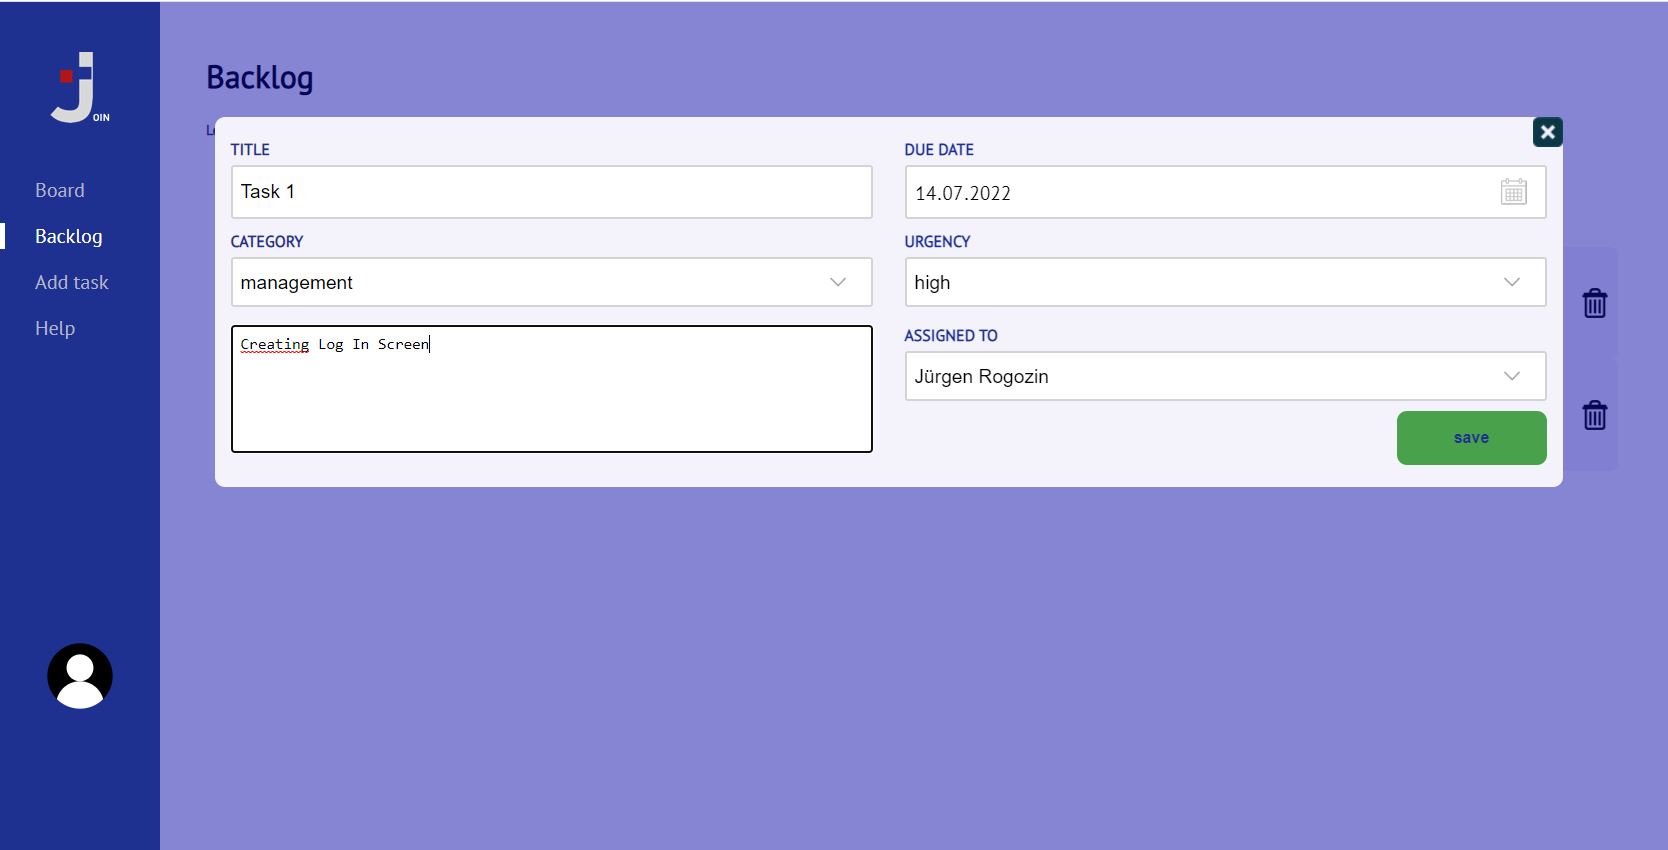 OIN
Board
Backlog
Add task
Help
Backlog
TITLE
Task 1
DUE DATE
14.07.2022
CATEGORY
management
URGENCY
high
Creating Log In Screen
ASSIGNED TO
Jürgen Rogozin
save